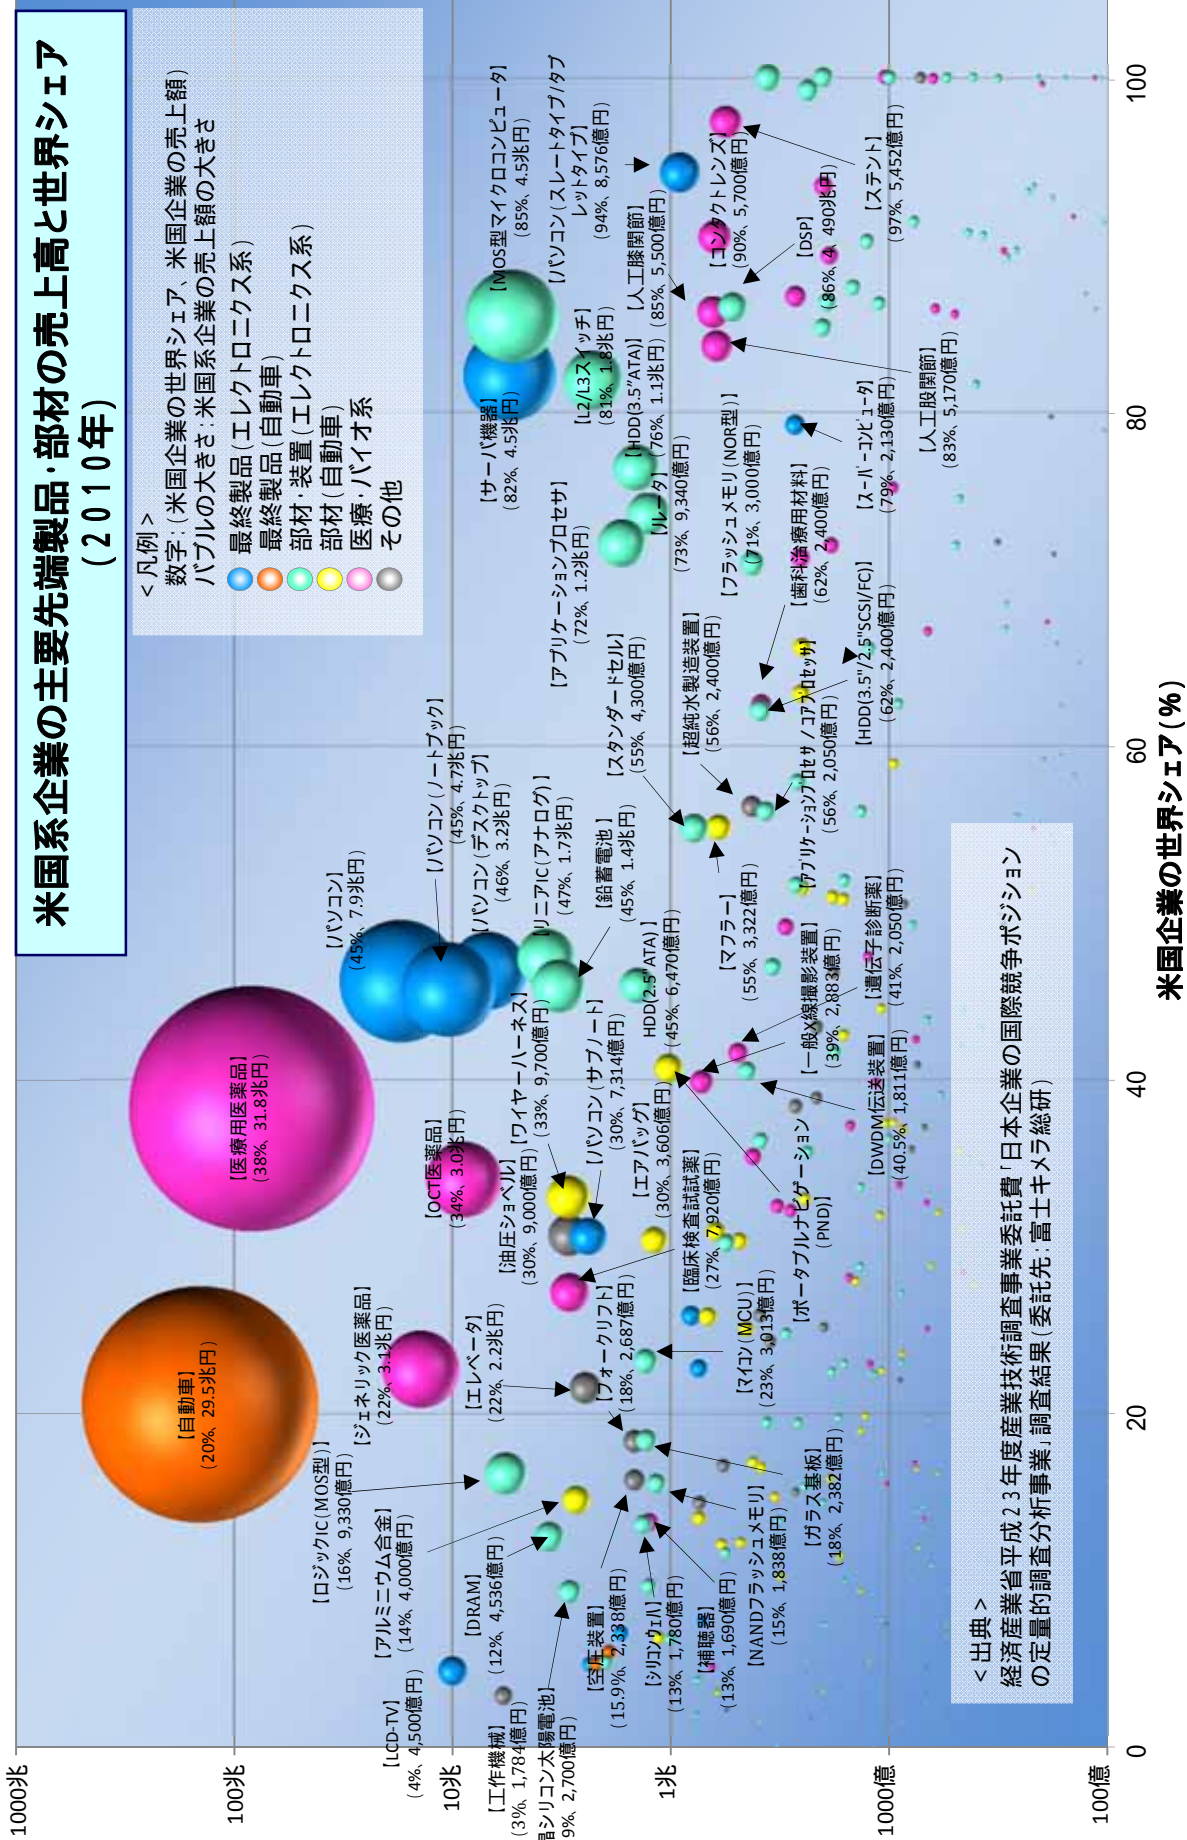 米国系企業の主要先端製品・部材の売上高と世界シェア
(2010年)
<凡例>
数字:(米国企業の世界シェア、米国企業の売上額)
バブルの大きさ:米国系企業の売上額の大きさ
最終製品(エレクトロニクス系)
最終製品(自動車)
部材・装置(エレクトロニクス系)
部材(自動車)
医療・バイオ系
その他
1000兆
100兆
10兆
1兆
1000億
100億
0
20
40
60
80
100
米国企業の世界シェア(%)
【自動車】
(20%、29.5兆円)
【医療用医薬品】
(38%、31.8兆円)
【パソコン】
(45%、7.9兆円)
【パソコン(ノートブック】
(45%、4.7兆円)
【パソコン(デスクトップ】
(46%、3.2兆円)
【リニアIC(アナログ)】
(47%、1.7兆円)
【鉛蓄電池】
(45%、1.4兆円)
【OCT医薬品】
(34%、3.0兆円)
【ジェネリック医薬品】
(22%、3.1兆円)
【エレベータ】
(22%、2.2兆円)
【ロジックIC(MOS型)】
(16%、9,330億円)
【アルミニウム合金】
(14%、4,000億円)
【DRAM】
(12%、4,536億円)
【LCD-TV】
(4%、4,500億円)
【工作機械】
(3%、1,784億円)
晶シリコン太陽電池】
9%、2,700億円)
【空圧装置】
(15.9%、2,338億円)
【シリコンウェハ】
(13%、1,780億円)
【補聴器】
(13%、1,690億円)
【NANDフラッシュメモリ】
(15%、1,838億円)
【ガラス基板】
(18%、2,382億円)
【フォークリフト】
(18%、2,687億円)
【マイコン(MCU)】
(23%、3,013億円)
【臨床検査試試薬】
(27%、7,920億円)
【油圧ショベル】
(30%、9,000億円)
【ワイヤーハーネス】
(33%、9,700億円)
【パソコン(サブノート】
(30%、7,314億円)
【エアバッグ】
(30%、3,606億円)
【ポータブルナビゲーション
(PND)】
【DWDM伝送装置】
(40.5%、1,811億円)
【一般X線撮影装置】
(39%、2,883億円)
【遺伝子診断薬】
(41%、2,050億円)
HDD(2.5"ATA)】
(45%、6,470億円)
【マフラー】
(55%、3,322億円)
【スタンダードセル】
(55%、4,300億円)
【超純水製造装置】
(56%、2,400億円)
【アプリケーションプロセサ/コアプロセッサ】
(56%、2,050億円)
【HDD(3.5"/2.5"SCSI/FC)】
(62%、2,400億円)
【歯科治療用材料】
(62%、2,400億円)
【フラッシュメモリ(NOR型)】
(71%、3,000億円)
【アプリケーションプロセサ】
(72%、1.2兆円)
【ルータ】
(73%、9,340億円)
【HDD(3.5"ATA)】
(76%、1.1兆円)
【スーパーコンピュータ】
(79%、2,130億円)
【L2/L3スイッチ】
(81%、1.8兆円)
【サーバ機器】
(82%、4.5兆円)
【人工股関節】
(83%、5,170億円)
【人工膝関節】
(85%、5,500億円)
【MOS型マイクロコンピュータ】
(85%、4.5兆円)
【DSP】
(86%、4、490兆円)
【コンタクトレンズ】
(90%、5,700億円)
【パソコン(スレートタイプ/タブ
レットタイプ】
(94%、8,576億円)
【ステント】
(97%、5,452億円)
<出典>
経済産業省平成23年度産業技術調査事業委託費「日本企業の国際競争ポジション
の定量的調査分析事業」調査結果(委託先:富士キメラ総研)